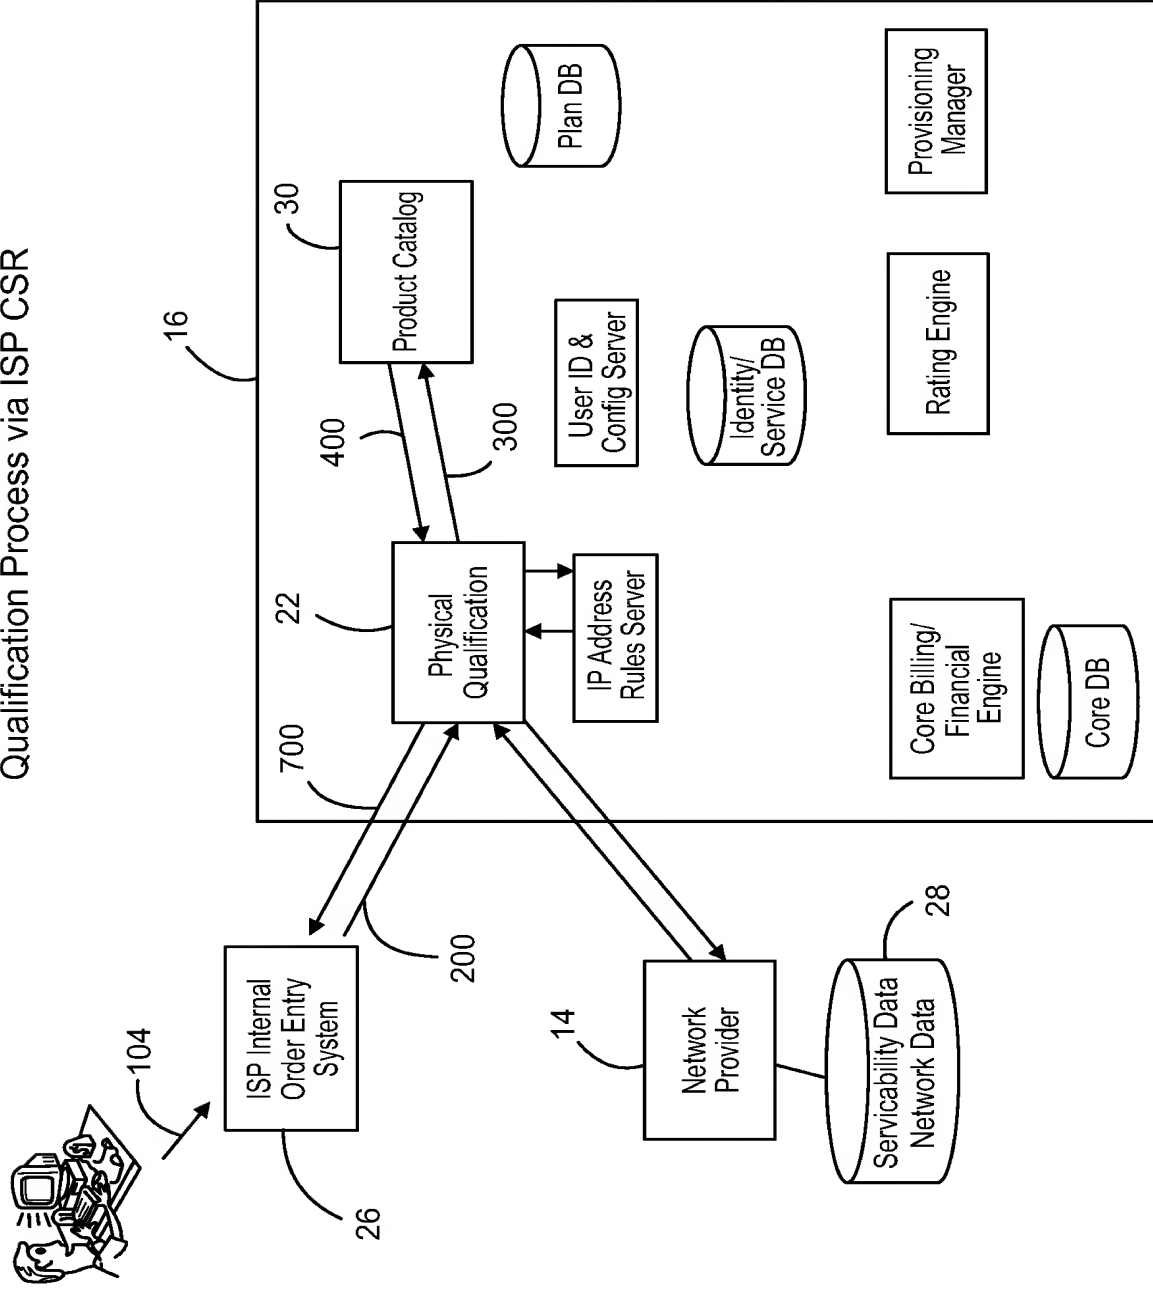 Qualification Process via ISP CSR
104
ISP Internal
Order Entry
System
26
200
700
16
22
Physical
Qualification
400
300
30
Product Catalog
IP Address
Rules Server
User ID &
Config Server
Plan DB
Identity/
Service DB
14
Network
Provider
28
Servicability Data
Network Data
Core Billing/
Financial
Engine
Core DB
Rating Engine
Provisioning
Manager